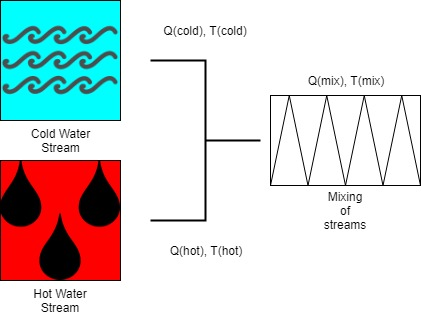 Q(cold), T(cold)
Cold Water
Stream
Q(mix), T(mix)
Mixing
of
streams
Q(hot), T(hot)
Hot Water
Stream